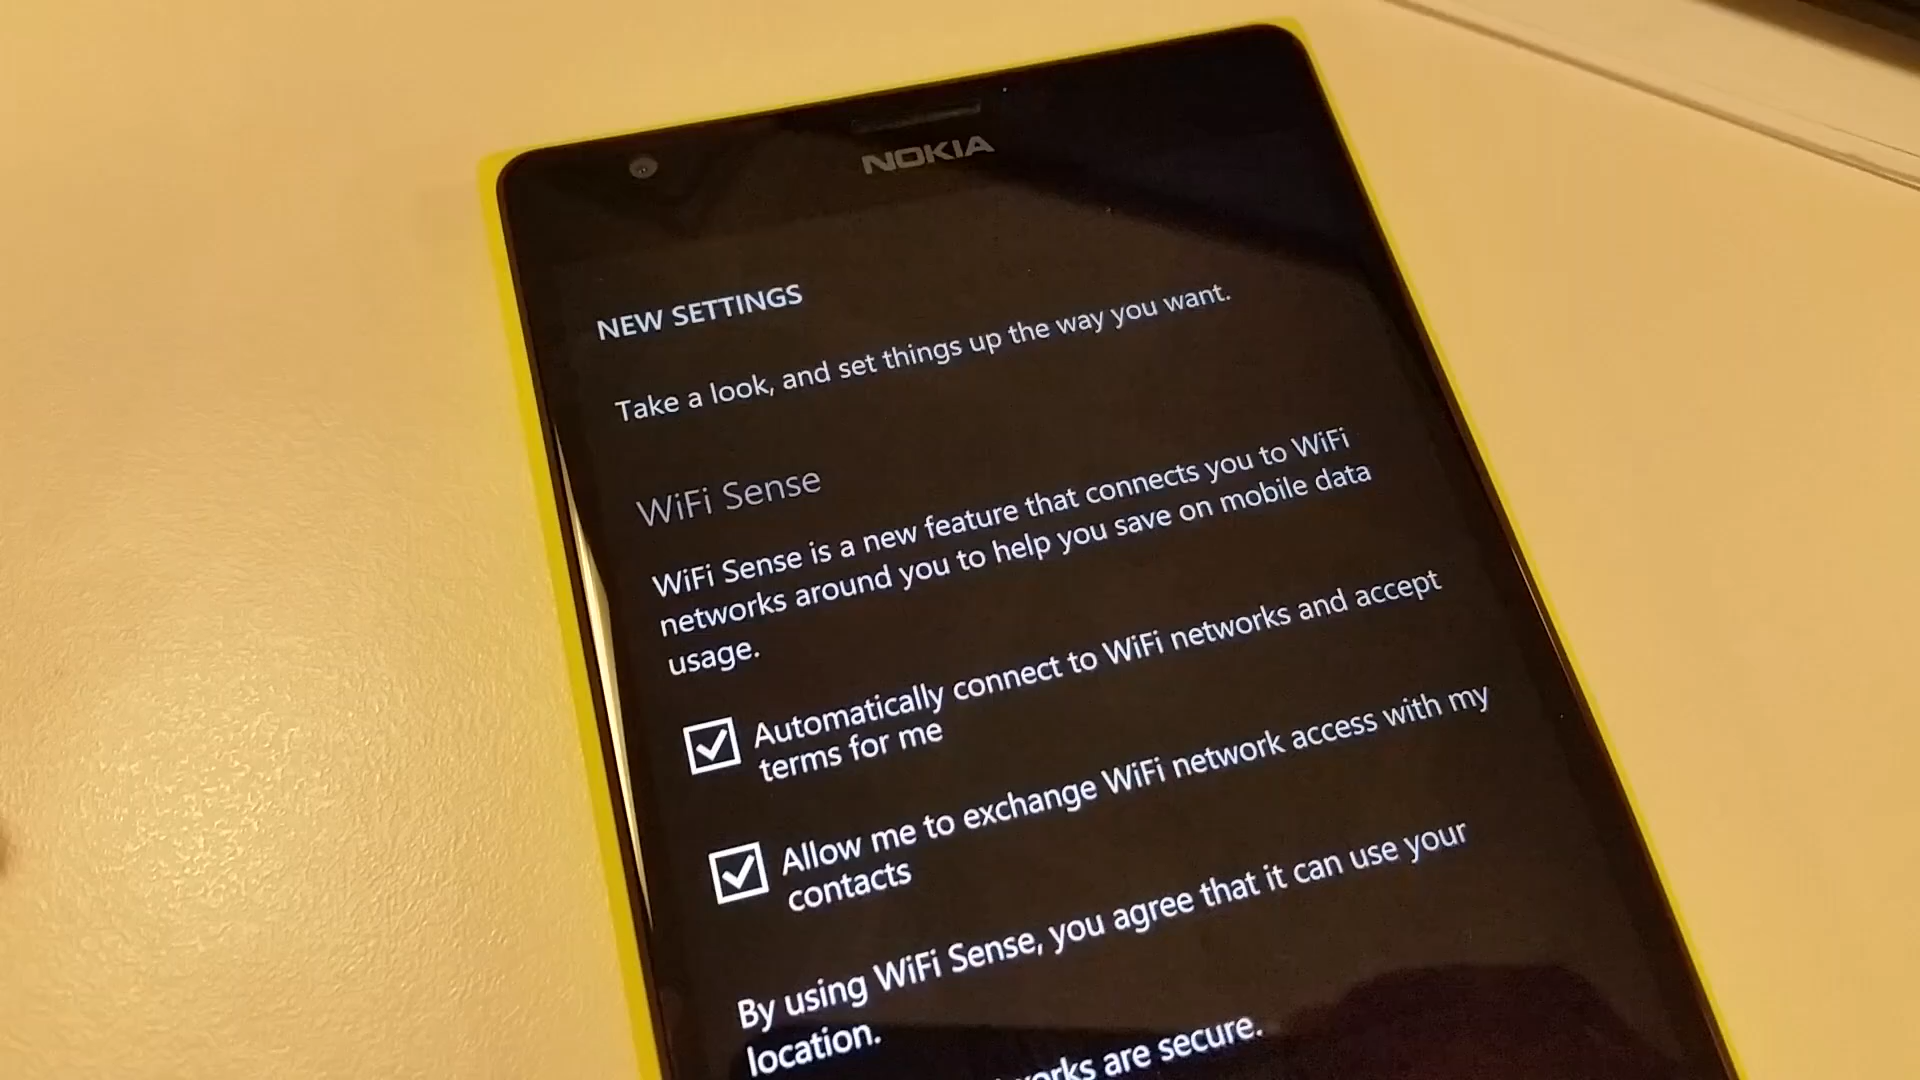 NOKIA
NEW SETTINGS
Take a look, and set things up the way you want.
WiFi Sense
WiFi Sense is a new feature that connects you to WiFi
networks around you to help you save on mobile data
usage.
Automatically connect to WiFi networks and accept
terms for me
Allow me to exchange WiFi network access with my
contacts
By using WiFi Sense, you agree that it can use your
location.
are secure.